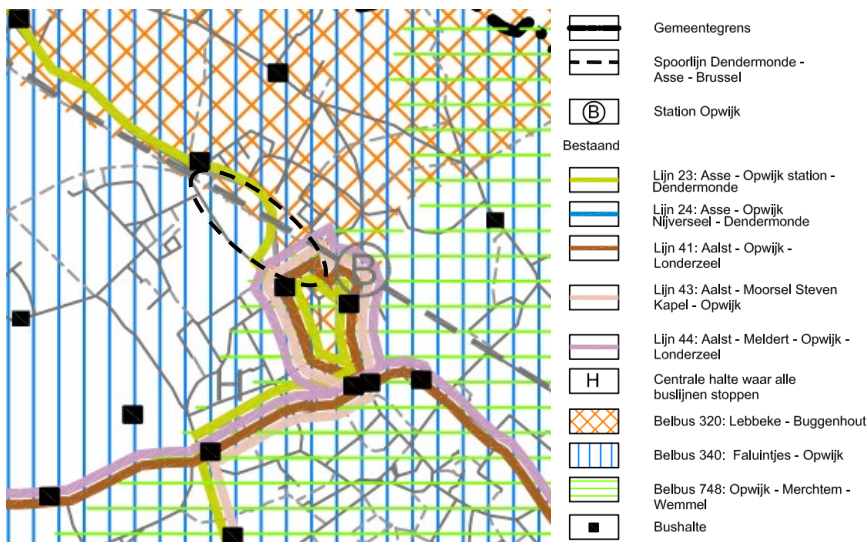 B
H
Gemeentegrens
Spoorlijn Dendermonde -
Asse - Brussel
B
Station Opwijk
Bestaand
Lijn 23: Asse - Opwijk station -
Dendermonde
Lijn 24: Asse - Opwijk
Nijverseel - Dendermonde
Lijn 41: Aalst - Opwijk -
Londerzeel
Lijn 43: Aalst - Moorsel Steven
Kapel - Opwijk
Lijn 44: Aalst - Meldert - Opwijk -
Londerzeel
H
Centrale halte waar alle
buslijnen stoppen
Belbus 320: Lebbeke - Buggenhout
Belbus 340: Faluintjes - Opwijk
Belbus 748: Opwijk - Merchtem -
Wemmel
Bushalte